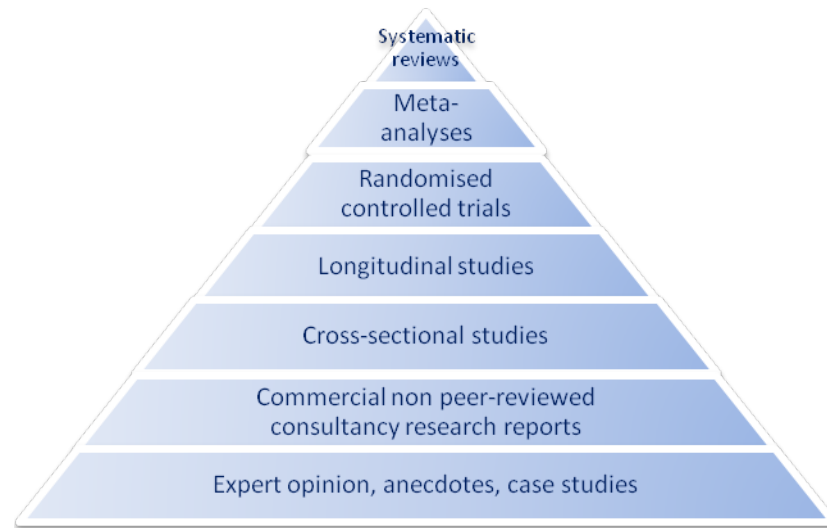 Systematic
reviews
Meta-
analyses
Randomised
controlled trials
Longitudinal studies
Cross-sectional studies
Commercial non peer-reviewed
consultancy research reports
Expert opinion, anecdotes, case studies